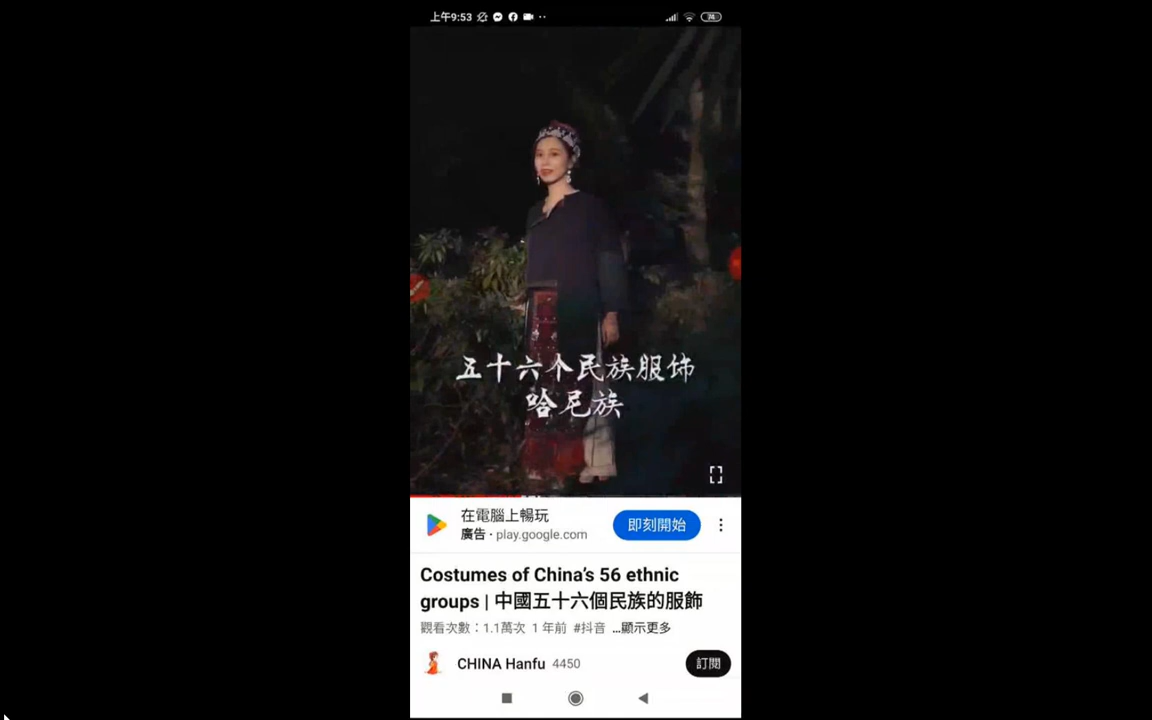 上午9:53
74
五十六个民族服饰
哈尼族
在電腦上暢玩
廣告 · play.google.com
即刻開始
Costumes of China's 56 ethnic
groups | 中國五十六個民族的服飾
觀看次數：1.1萬次 1 年前 #抖音 ...顯示更多
CHINA Hanfu 4450
訂閱